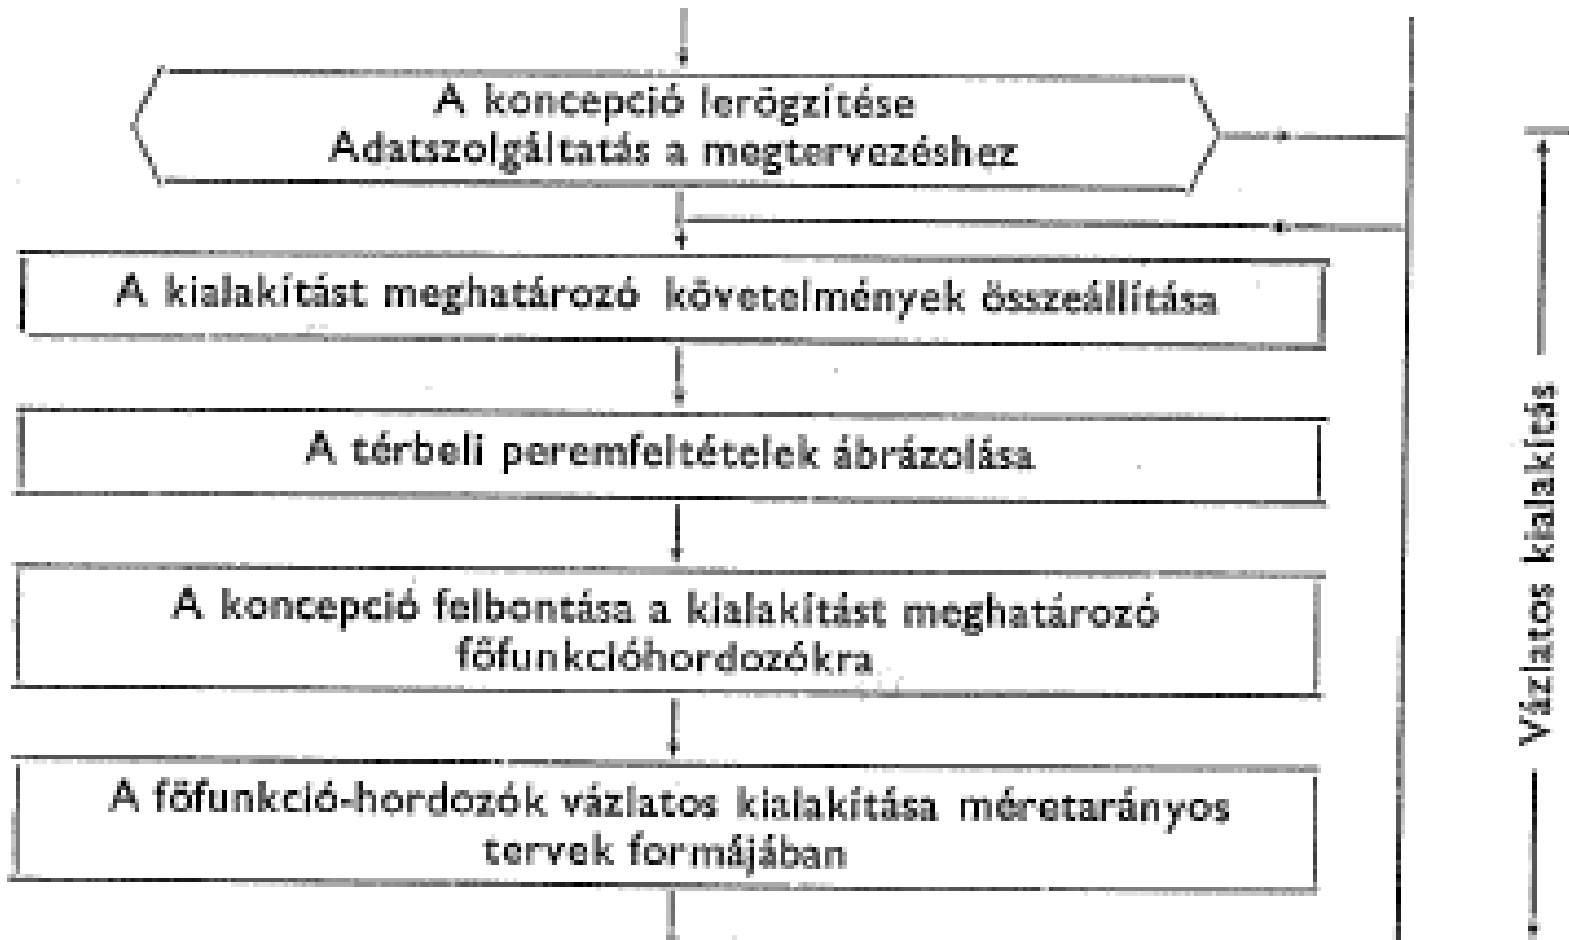 A koncepció lerögzítése
Adatszolgáltatás a megtervezéshez
A kialakítást meghatározó követelmények összeállítása
A térbeli peremfeltételek ábrázolása
A koncepció felbontása a kialakítást meghatározó
főfunkcióhordozókra
A főfunkció-hordozók vázlatos kialakítása méretarányos
tervek formájában
Vázlatos kialakítás